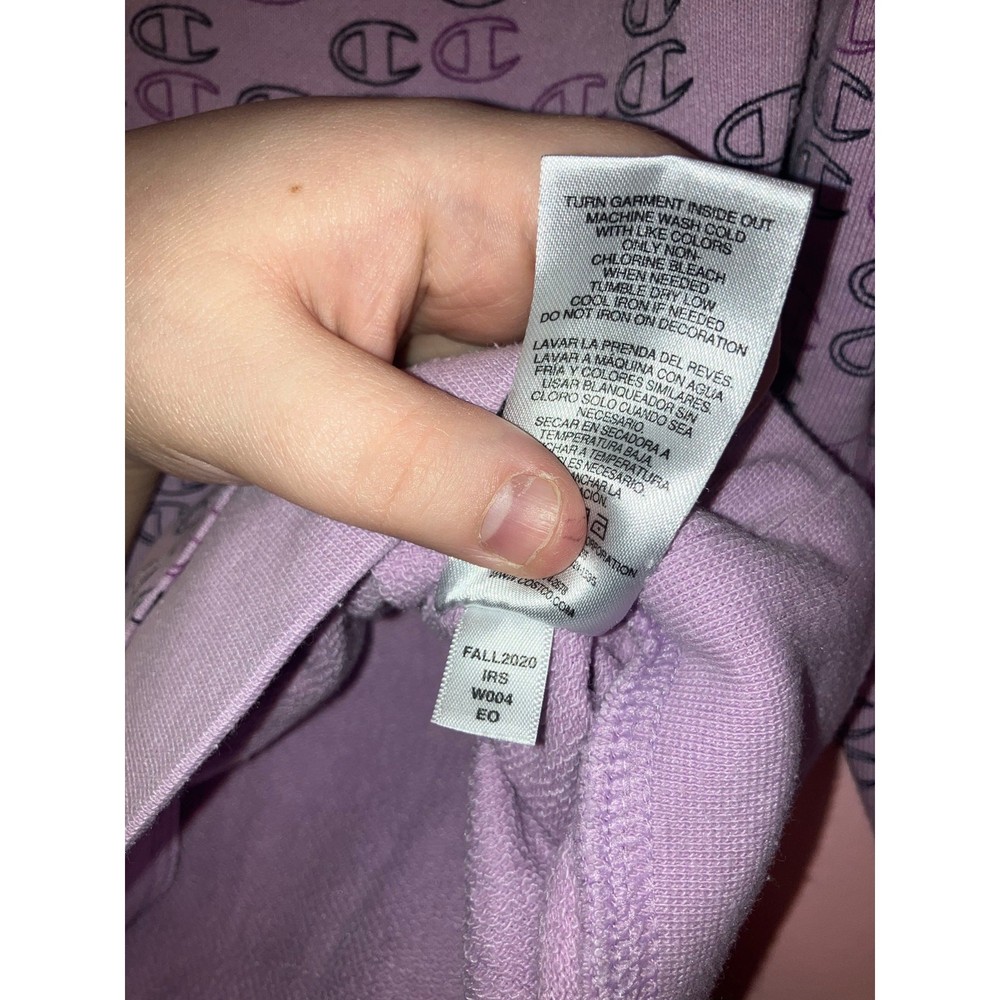 TURN GARMENT INSIDE OUT
MACHINE WASH COLD
WITH LIKE COLORS
ONLY NON-
CHLORINE BLEACH
WHEN NEEDED
TUMBLE DRY LOW
COOL IRON IF NEEDED
DO NOT IRON ON DECORATION
LAVAR LA PRENDA DEL REVÉS.
LAVAR A MÁQUINA CON AGUA
FRÍA Y COLORES SIMILARES.
USAR BLANQUEADOR SIN
CLORO SOLO CUANDO SEA
NECESARIO
SECAR EN SECADORA A
TEMPERATURA BAJA.
A TEMPERATURA
NECESARIO.
LA
WWW.COSTCO.COM
FALL2020
IRS
W004
EO